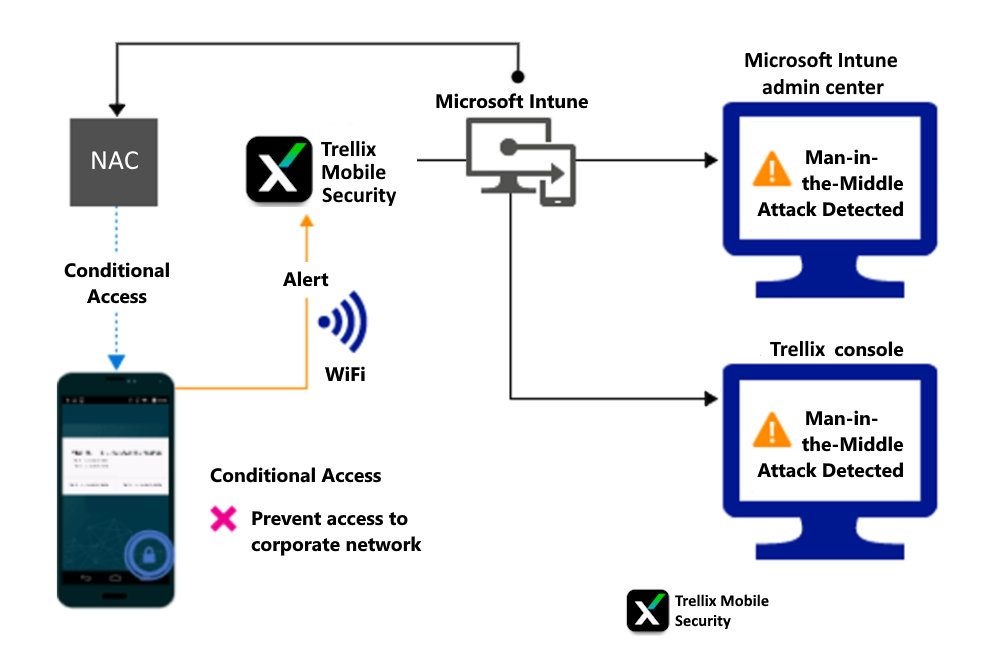 Microsoft Intune
admin center
Microsoft Intune
NAC
Trellix
Mobile
Security
Man-in-
the-Middle
Attack Detected
Conditional
Access
Alert
WiFi
Trellix console
Man-in-
the-Middle
Attack Detected
Conditional Access
Prevent access to
corporate network
Trellix Mobile
Security